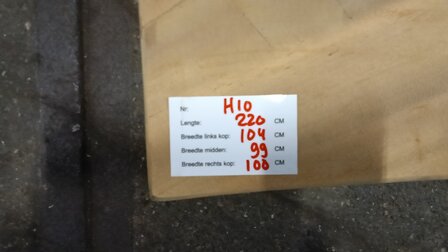 Nr: H10
Lengte: 220 CM
Breedte links kop: 104 CM
Breedte midden: 99 CM
Breedte rechts kop: 100 CM